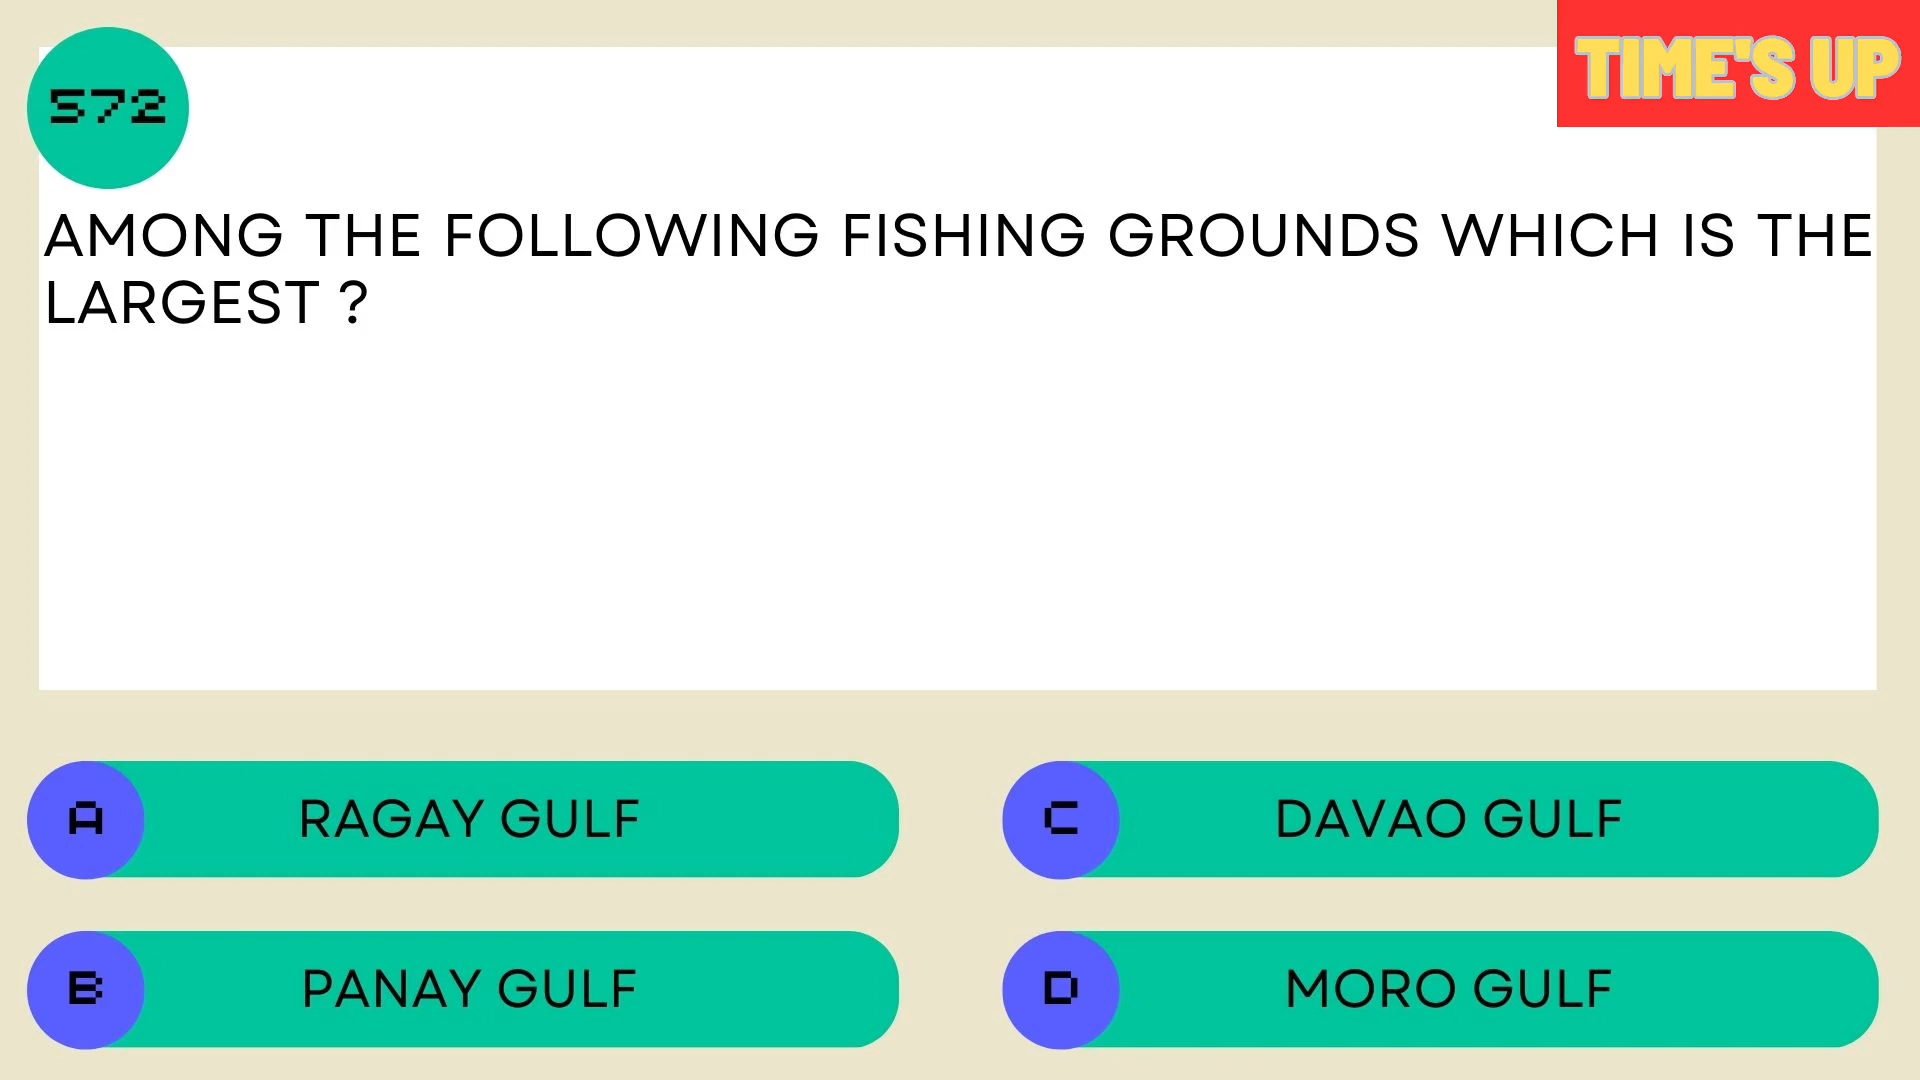 572
TIME'S UP
AMONG THE FOLLOWING FISHING GROUNDS WHICH IS THE
LARGEST ?
A RAGAY GULF
B PANAY GULF
C DAVAO GULF
D MORO GULF